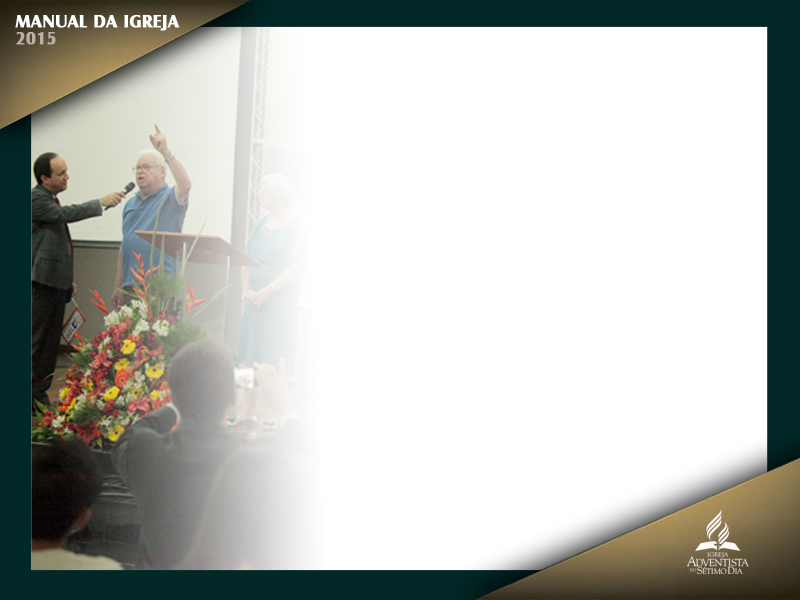 MANUAL DA IGREJA
2015
IGREJA
ADVENTISTA
DO SÉTIMO DIA